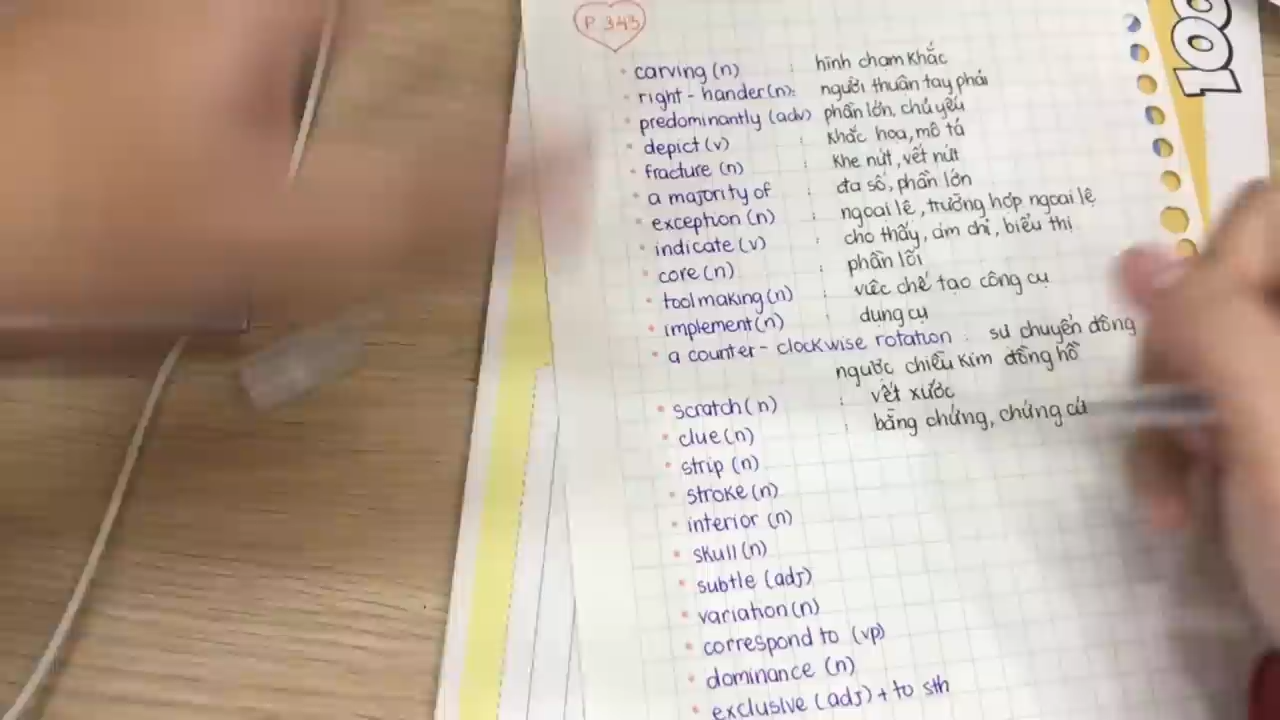 P 343
carving (n) : hình chạm khắc
right - hander (n): người thuận tay phải
predominantly (adv) phần lớn, chủ yếu
depict (v) : khắc họa, mô tả
fracture (n) : khe nứt, vết nứt
a majority of : đa số, phần lớn
exception (n) : ngoại lệ, trường hợp ngoại lệ
indicate (v) : cho thấy, ám chỉ, biểu thị
core (n) : phần lõi
toolmaking (n) : việc chế tạo công cụ
implement (n) : dụng cụ
a counter - clockwise rotation : sự chuyển động
ngược chiều kim đồng hồ
scratch (n) : vết xước
clue (n) : bằng chứng, chứng cứ
strip (n)
stroke (n)
interior (n)
skull (n)
subtle (adj)
variation (n)
correspond to (vp)
dominance (n)
exclusive (adj) + to sth
100